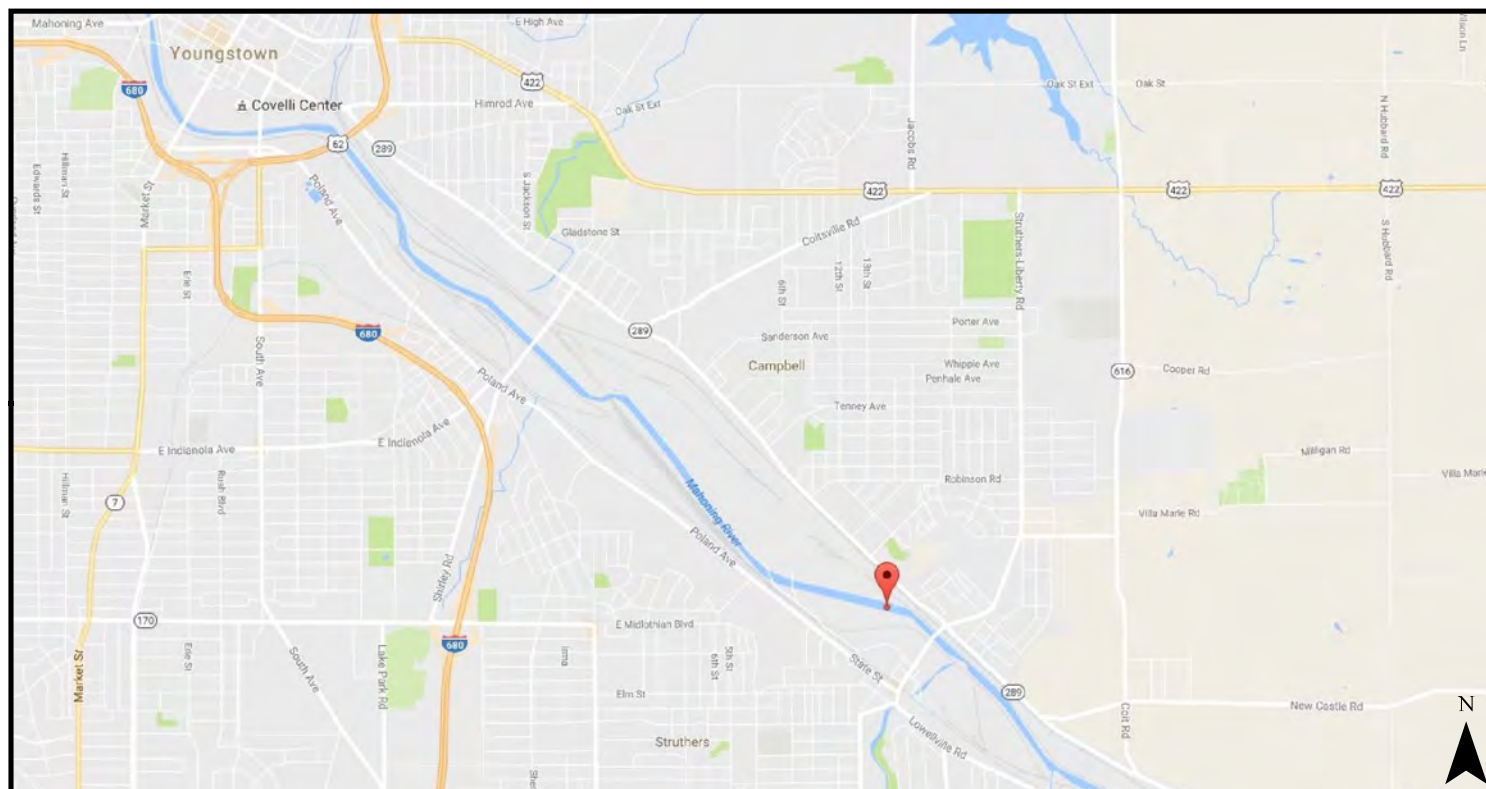 Mahoning Ave
E High Ave
Youngstown
422
680
Oak St Ext
Oak St Ext
Oak St
Wilson Ln
Covelli Center
Himrod Ave
N Hubbard Rd
62
289
Jacobs Rd
Hillman St
Edwards St
Market St
Poland Ave
S Jackson St
422
422
422
Gladstone St
Coitsville Rd
Struthers-Liberty Rd
S Hubbard Rd
Erie St
6th St
12th St
13th St
680
289
Sanderson Ave
Porter Ave
South Ave
Campbell
Whipple Ave
Penhale Ave
616
Cooper Rd
Poland Ave
Tenney Ave
E Indianola Ave
E Indianola Ave
Milligan Rd
Hillman St
Rush Blvd
7
Robinson Rd
Villa Marie
Mahoning River
Villa Marie Rd
Poland Ave
Shirley Rd
170
E Midlothian Blvd
680
Erie St
South Ave
Lake Park Rd
Irma
5th St
6th St
State St
Market St
Elm St
289
Coit Rd
New Castle Rd
N
Struthers
Lowellville Rd